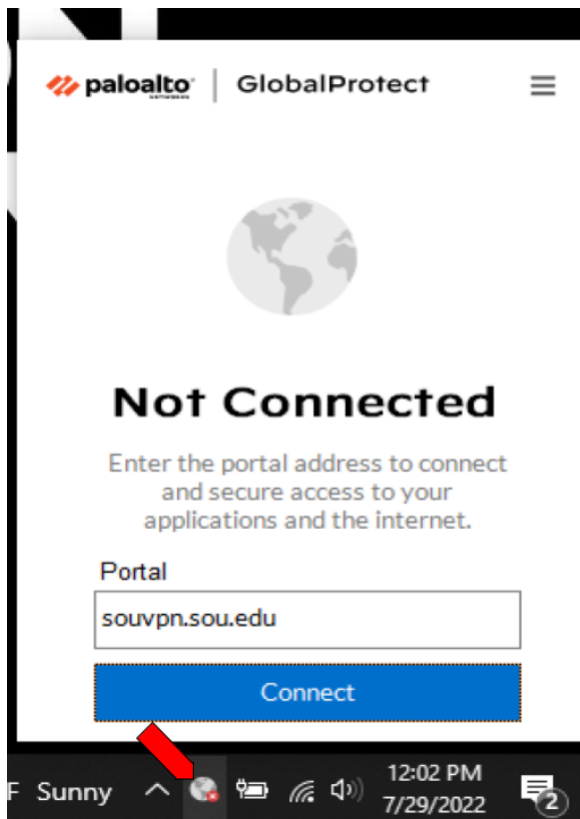 paloalto | GlobalProtect
Not Connected
Enter the portal address to connect
and secure access to your
applications and the internet.
Portal
souvpn.sou.edu
Connect
F Sunny
12:02 PM
7/29/2022
2